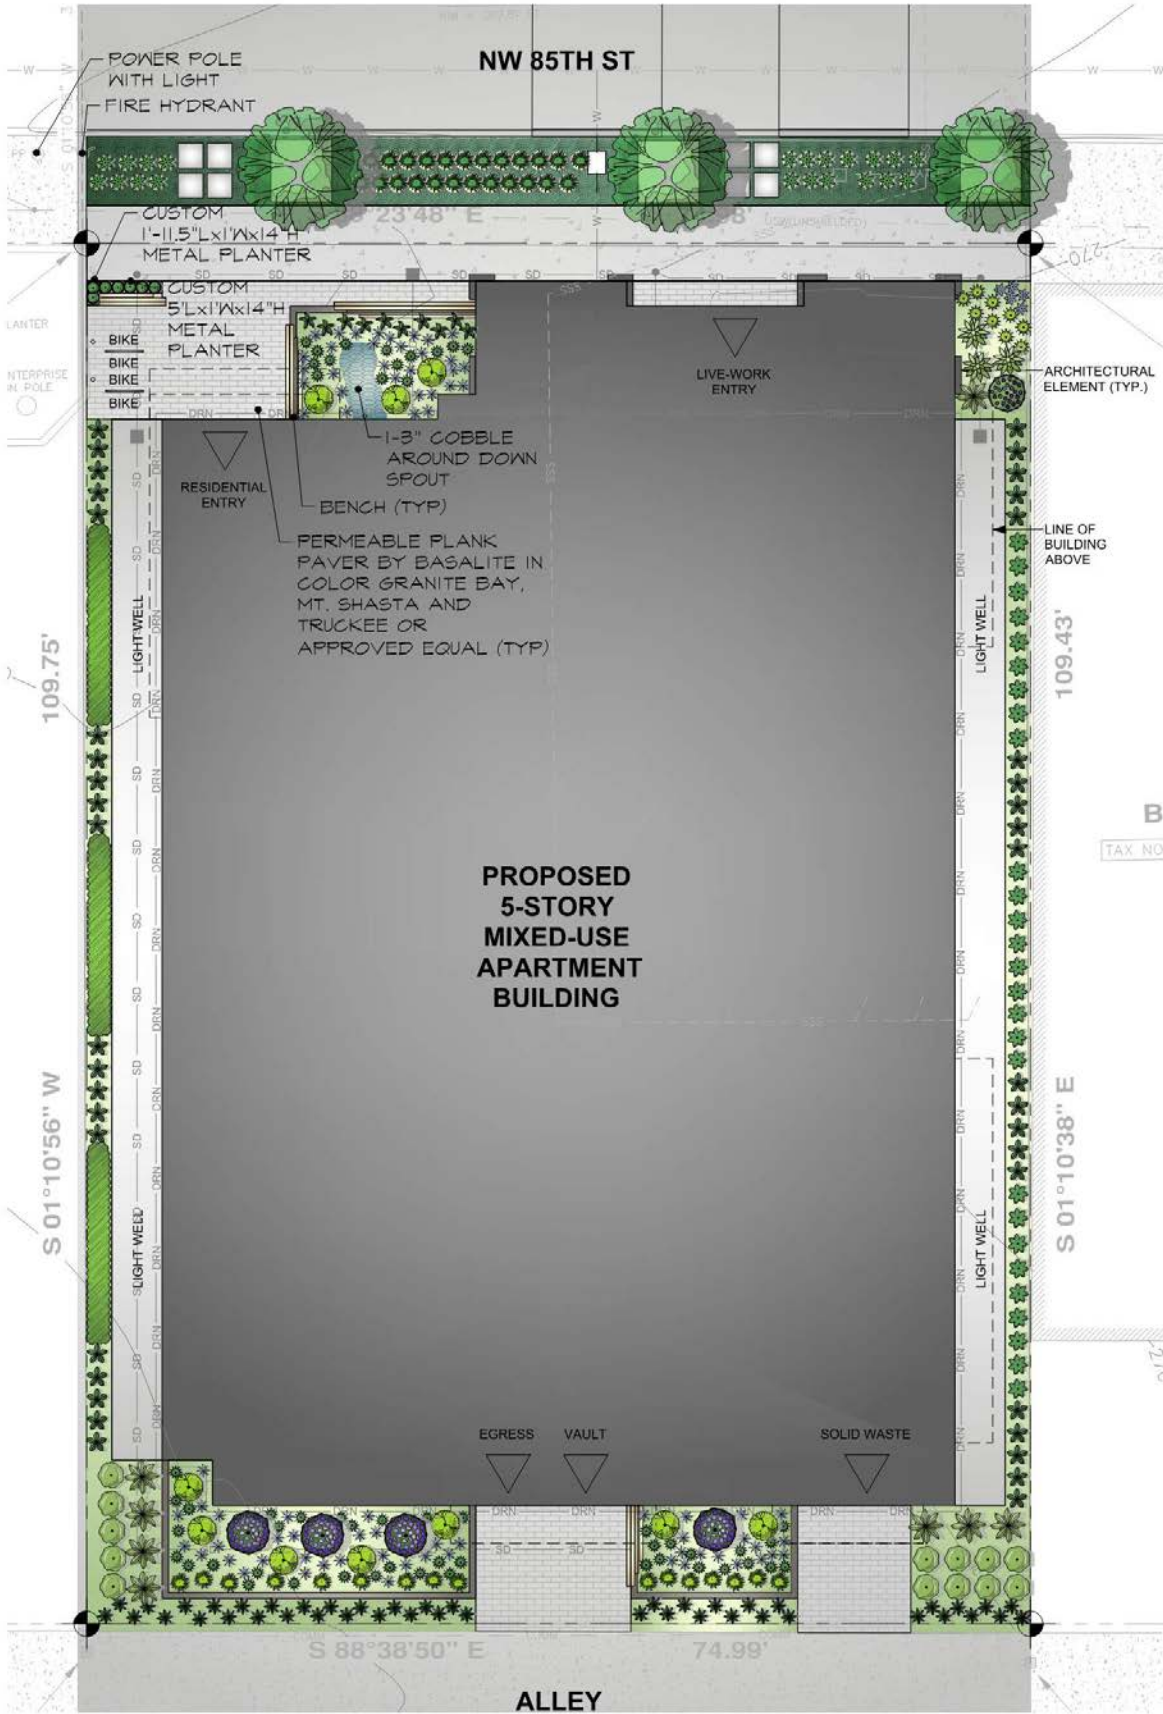 NW 85TH ST
POWER POLE
WITH LIGHT
FIRE HYDRANT
CUSTOM
1'-11.5"Lx1'Wx14"H
METAL PLANTER
CUSTOM
5'Lx1'Wx14"H
METAL
PLANTER
BIKE
BIKE
BIKE
BIKE
LIVE-WORK
ENTRY
ARCHITECTURAL
ELEMENT (TYP.)
1-3" COBBLE
AROUND DOWN
SPOUT
RESIDENTIAL
ENTRY
BENCH (TYP)
PERMEABLE PLANK
PAVER BY BASALITE IN
COLOR GRANITE BAY,
MT. SHASTA AND
TRUCKEE OR
APPROVED EQUAL (TYP)
LINE OF
BUILDING
ABOVE
LIGHT WELL
LIGHT WELL
109.75'
109.43'
PROPOSED
5-STORY
MIXED-USE
APARTMENT
BUILDING
TAX NO
S 01°10'56" W
S 01°10'38" E
LIGHT WELL
LIGHT WELL
EGRESS
VAULT
SOLID WASTE
S 88°38'50" E
74.99'
ALLEY